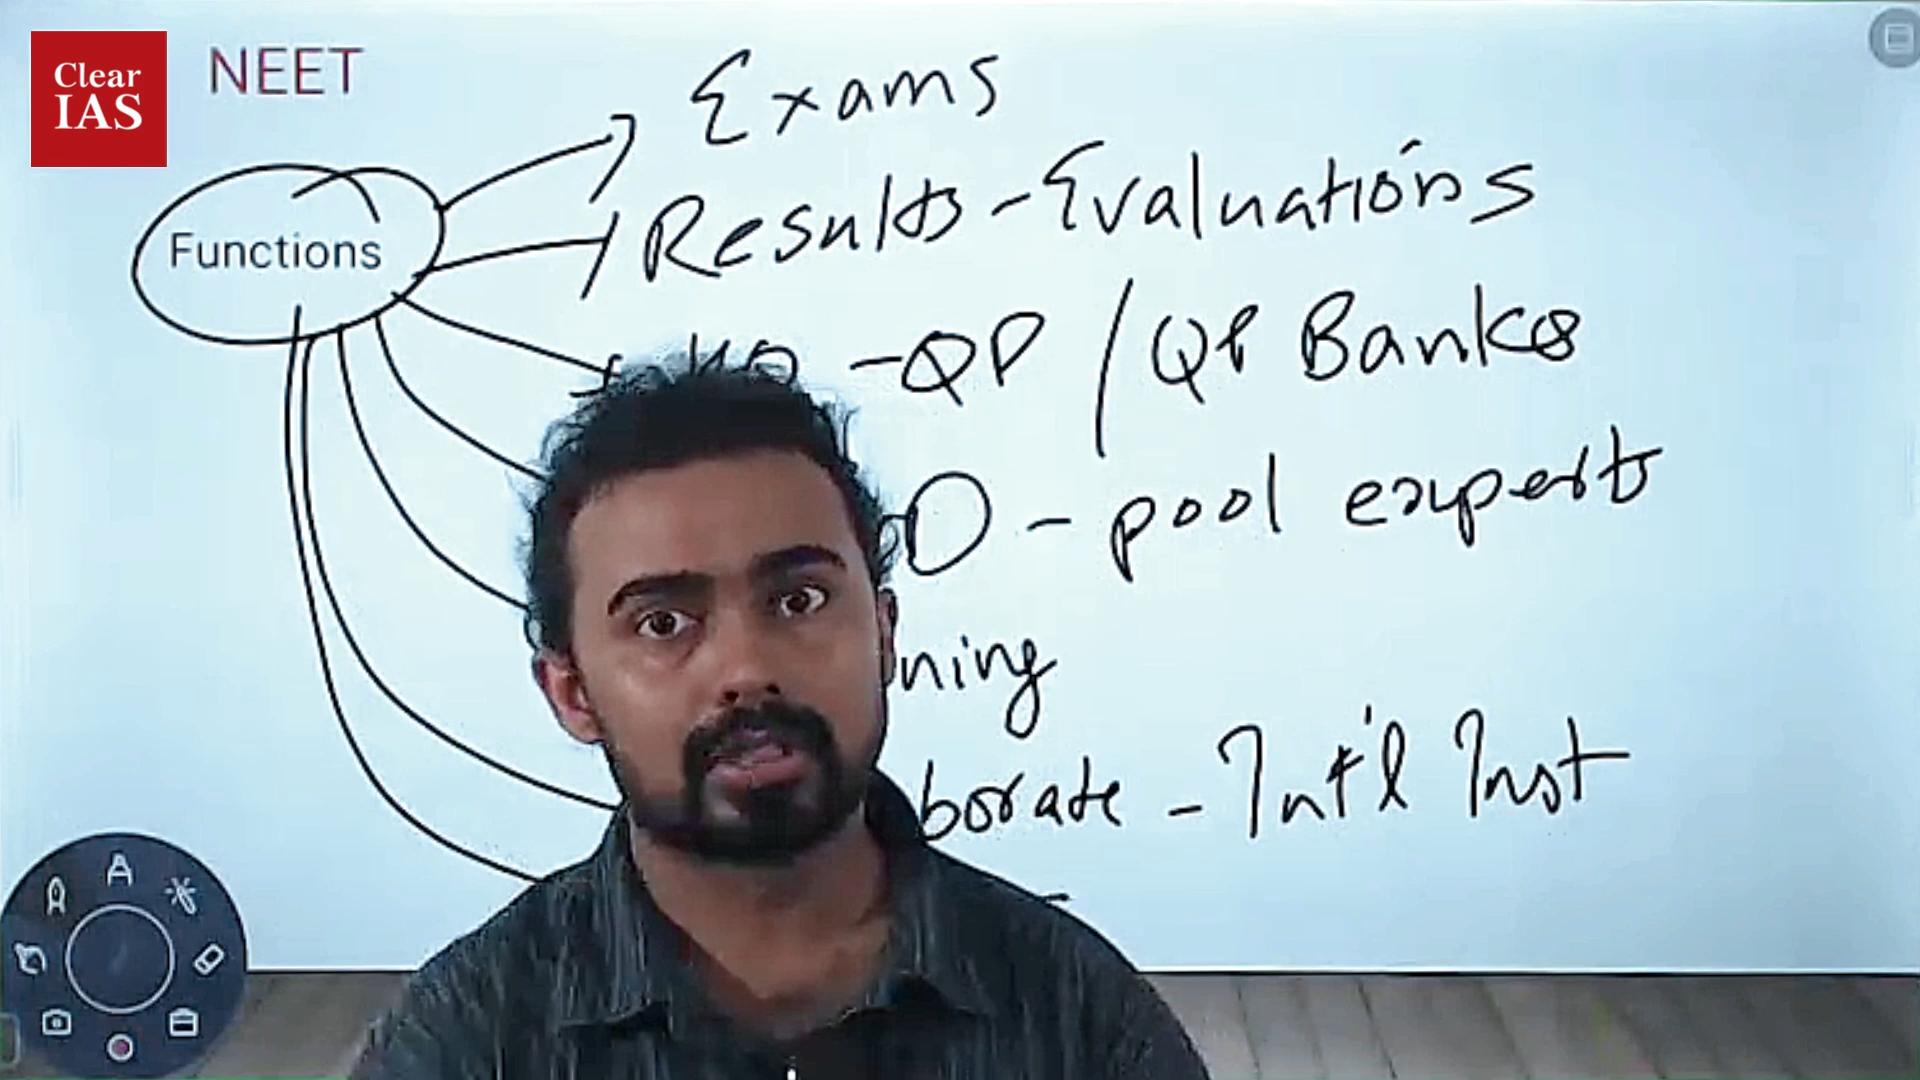 Clear
IAS
NEET
Exams
Functions
Results - Evaluations
- QP / QP Banks
- pool experts
ning
borate - Int'l Inst